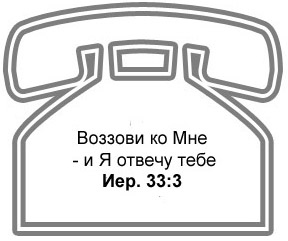 Воззови ко Мне
- и Я отвечу тебе
Иер. 33:3